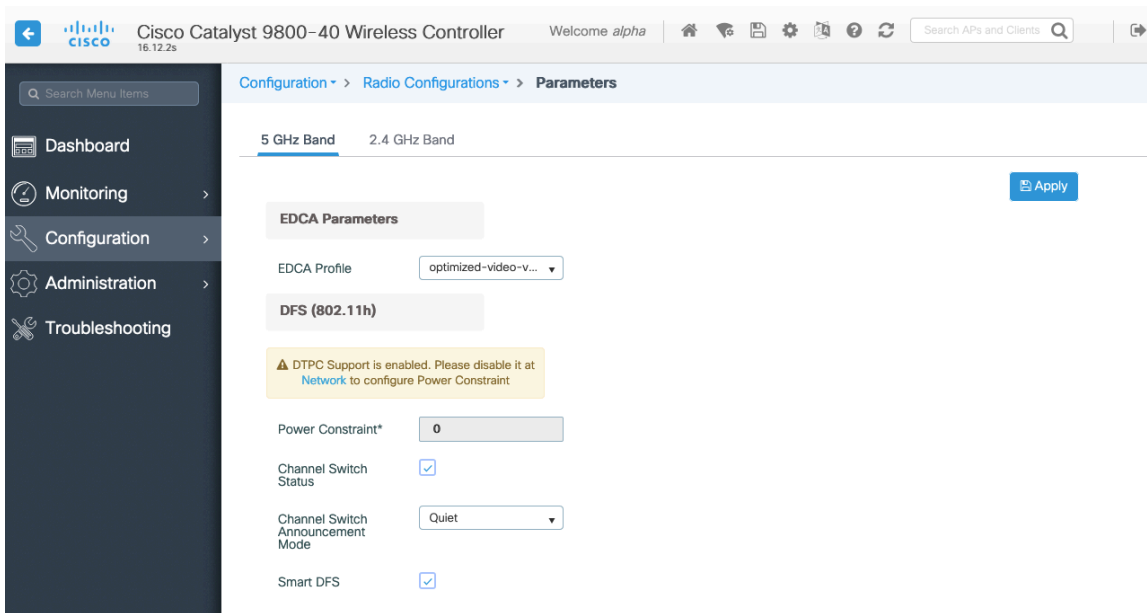 CISCO
Cisco Catalyst 9800-40 Wireless Controller
16.12.2s
Welcome alpha
Search APs and Clients
Search Menu Items
Configuration > Radio Configurations > Parameters
Dashboard
Monitoring
Configuration
Administration
Troubleshooting
5 GHz Band
2.4 GHz Band
Apply
EDCA Parameters
EDCA Profile
optimized-video-v...
DFS (802.11h)
DTPC Support is enabled. Please disable it at
Network to configure Power Constraint
Power Constraint*
0
Channel Switch
Status
Channel Switch
Announcement
Mode
Quiet
Smart DFS